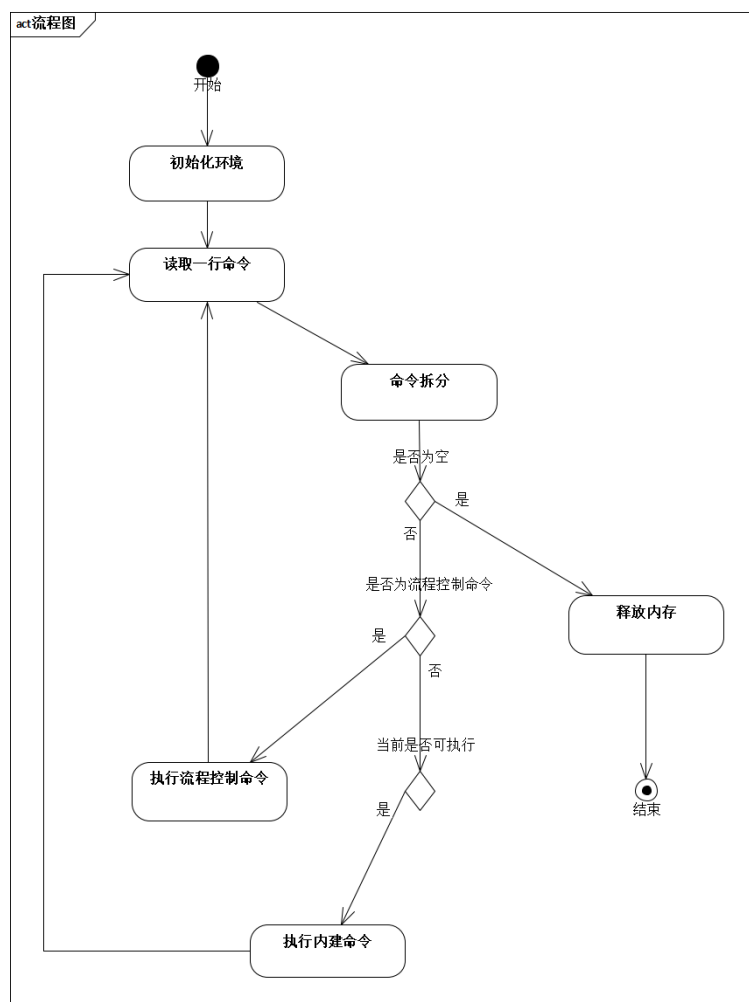 act流程图
开始
初始化环境
读取一行命令
命令拆分
是否为空
是
否
是否为流程控制命令
释放内存
是
否
当前是否可执行
执行流程控制命令
是
结束
执行内建命令